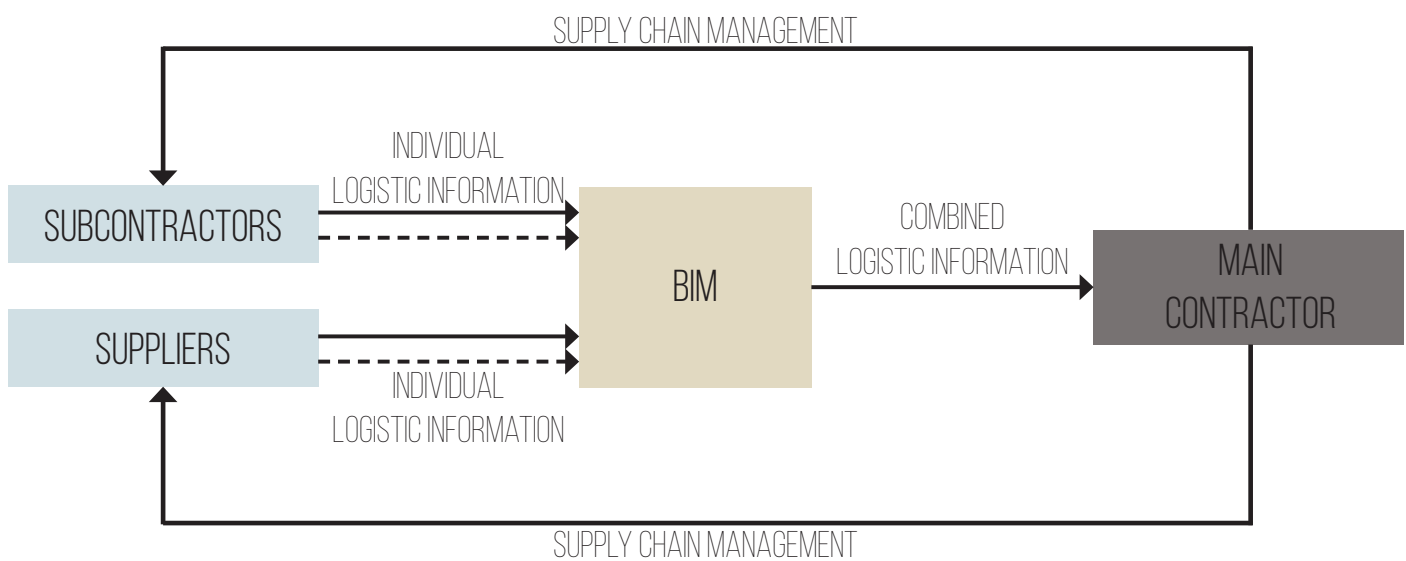 SUPPLY CHAIN MANAGEMENT
INDIVIDUAL
LOGISTIC INFORMATION
SUBCONTRACTORS
COMBINED
LOGISTIC INFORMATION
BIM
MAIN
CONTRACTOR
SUPPLIERS
INDIVIDUAL
LOGISTIC INFORMATION
SUPPLY CHAIN MANAGEMENT